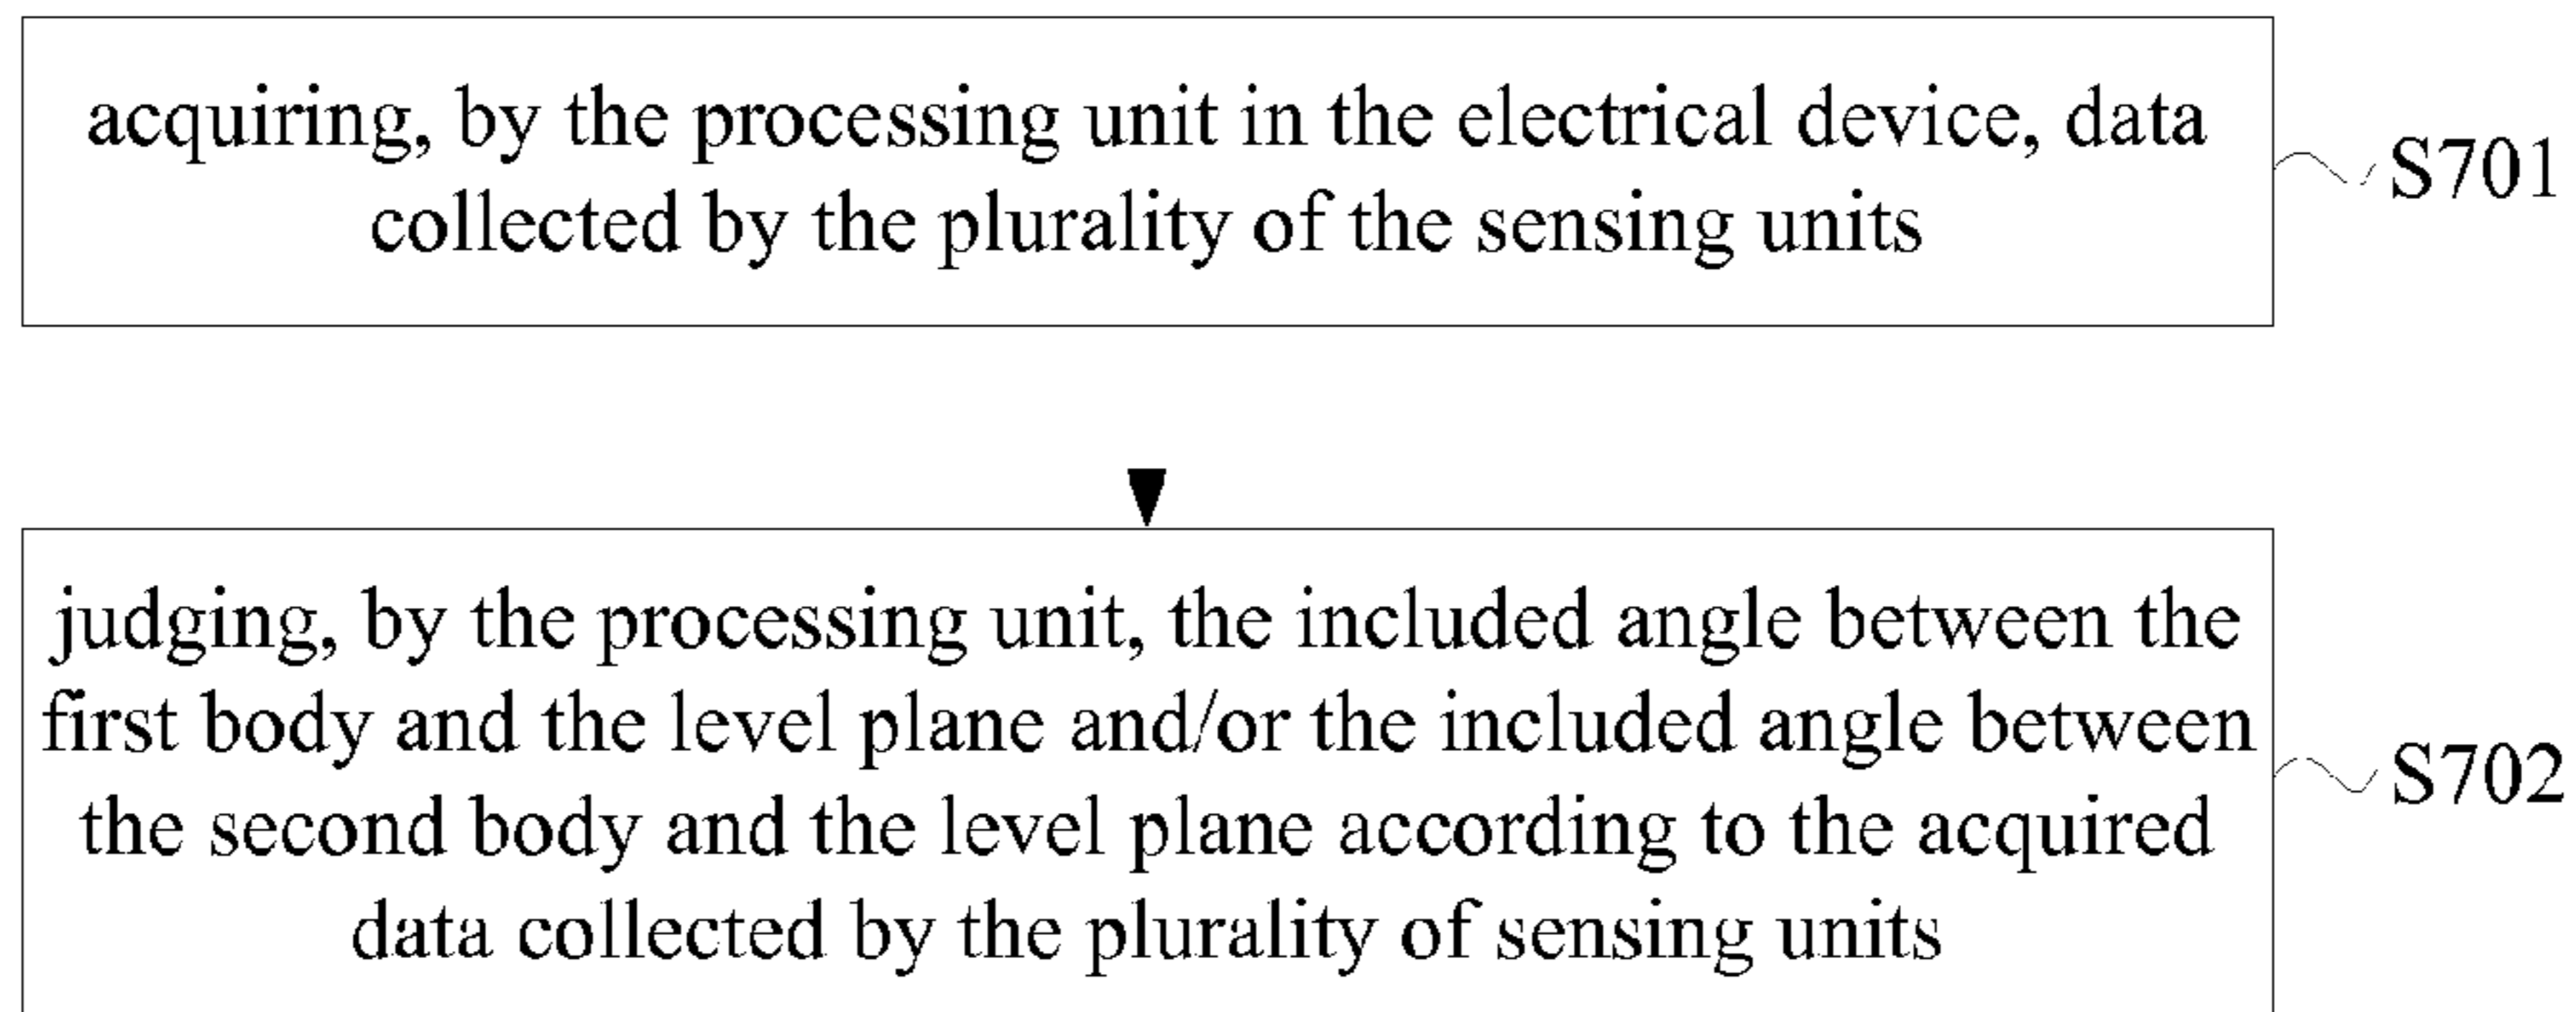 acquiring, by the processing unit in the electrical device, data
collected by the plurality of the sensing units
S701
judging, by the processing unit, the included angle between the
first body and the level plane and/or the included angle between
the second body and the level plane according to the acquired
data collected by the plurality of sensing units
S702